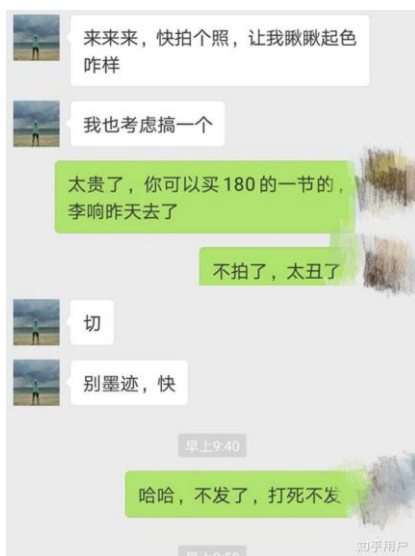 来来来，快拍个照，让我瞅瞅起色
咋样
我也考虑搞一个
太贵了，你可以买180的一节的，
李响昨天去了
不拍了，太丑了
切
别墨迹，快
早上9:40
哈哈，不发了，打死不发
知乎用户